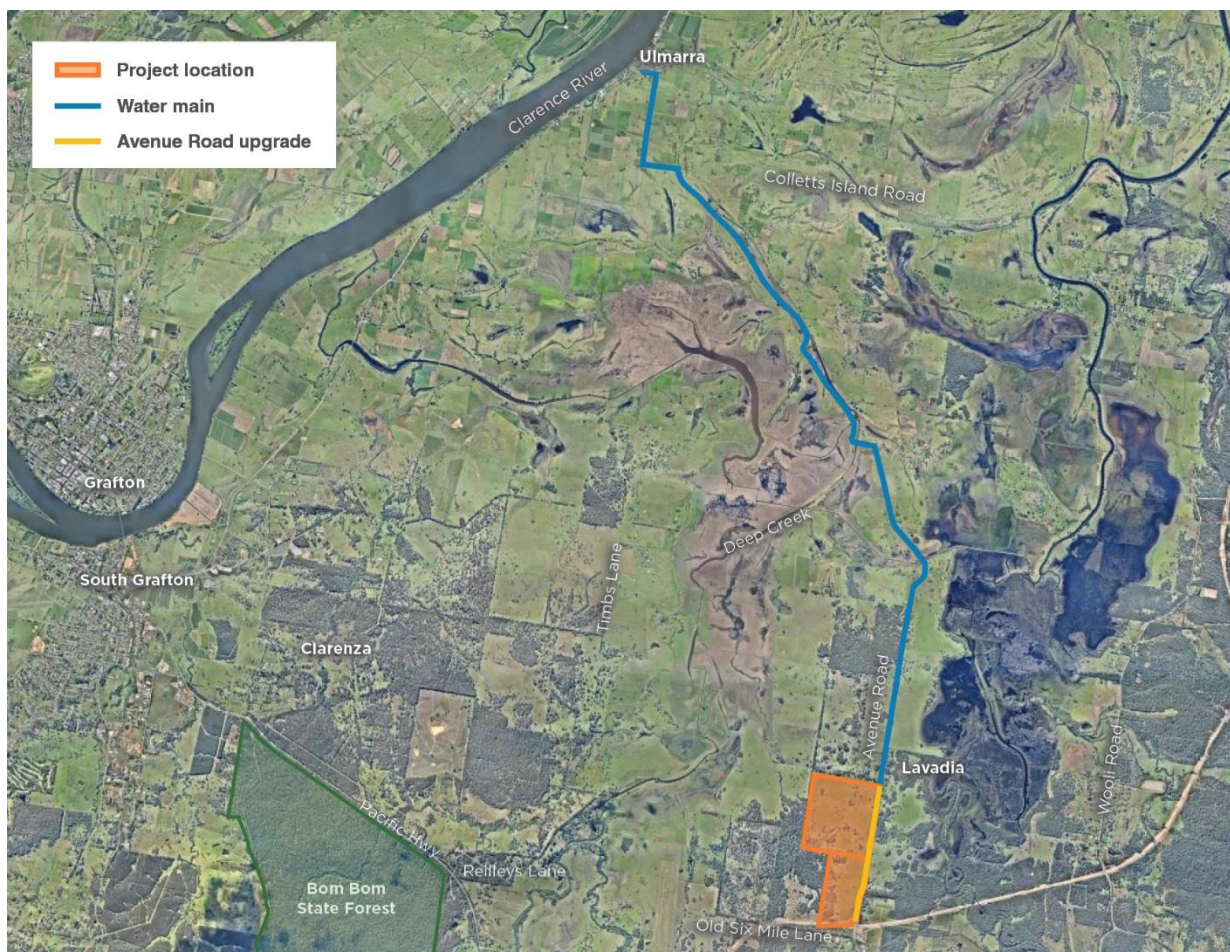 Project location
Water main
Avenue Road upgrade
Ulmarra
Clarence River
Colletts Island Road
Grafton
Deep Creek
South Grafton
Timbs Lane
Clarenza
Avenue Road
Lavadia
Wooli Road
Pacific Hwy
Reilleys Lane
Bom Bom
State Forest
Old Six Mile Lane